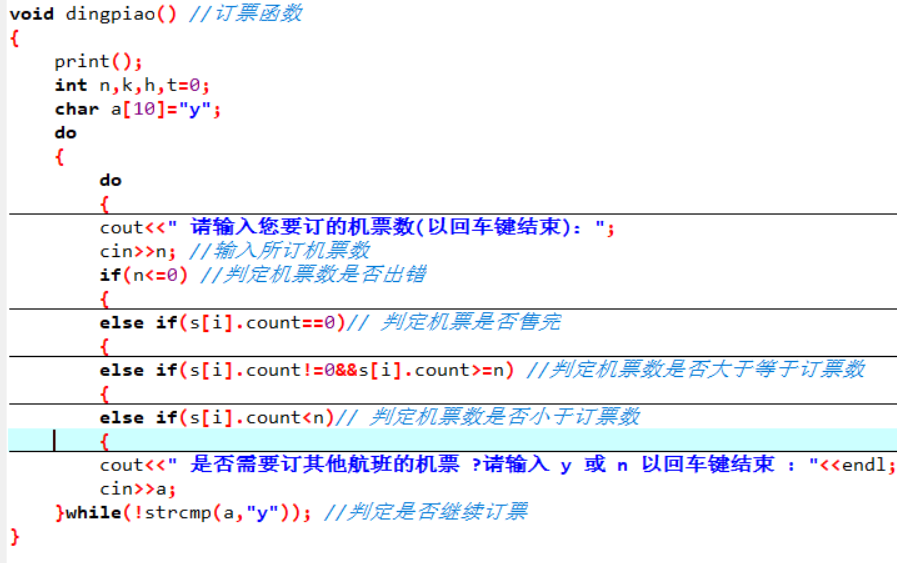 void dingpiao() //订票函数
{
print();
int n,k,h,t=0;
char a[10]="y";
do
{
do
{
cout<<" 请输入您要订的机票数(以回车键结束): ";
cin>>n; //输入所订机票数
if(n<=0) //判定机票数是否出错
{
else if(s[i].count==0)// 判定机票是否售完
{
else if(s[i].count!=0&&s[i].count>=n) //判定机票数是否大于等于订票数
{
else if(s[i].count<n)// 判定机票数是否小于订票数
{
cout<<" 是否需要订其他航班的机票 ?请输入 y 或 n 以回车键结束 : "<<endl;
cin>>a;
}while(!strcmp(a,"y")); //判定是否继续订票
}